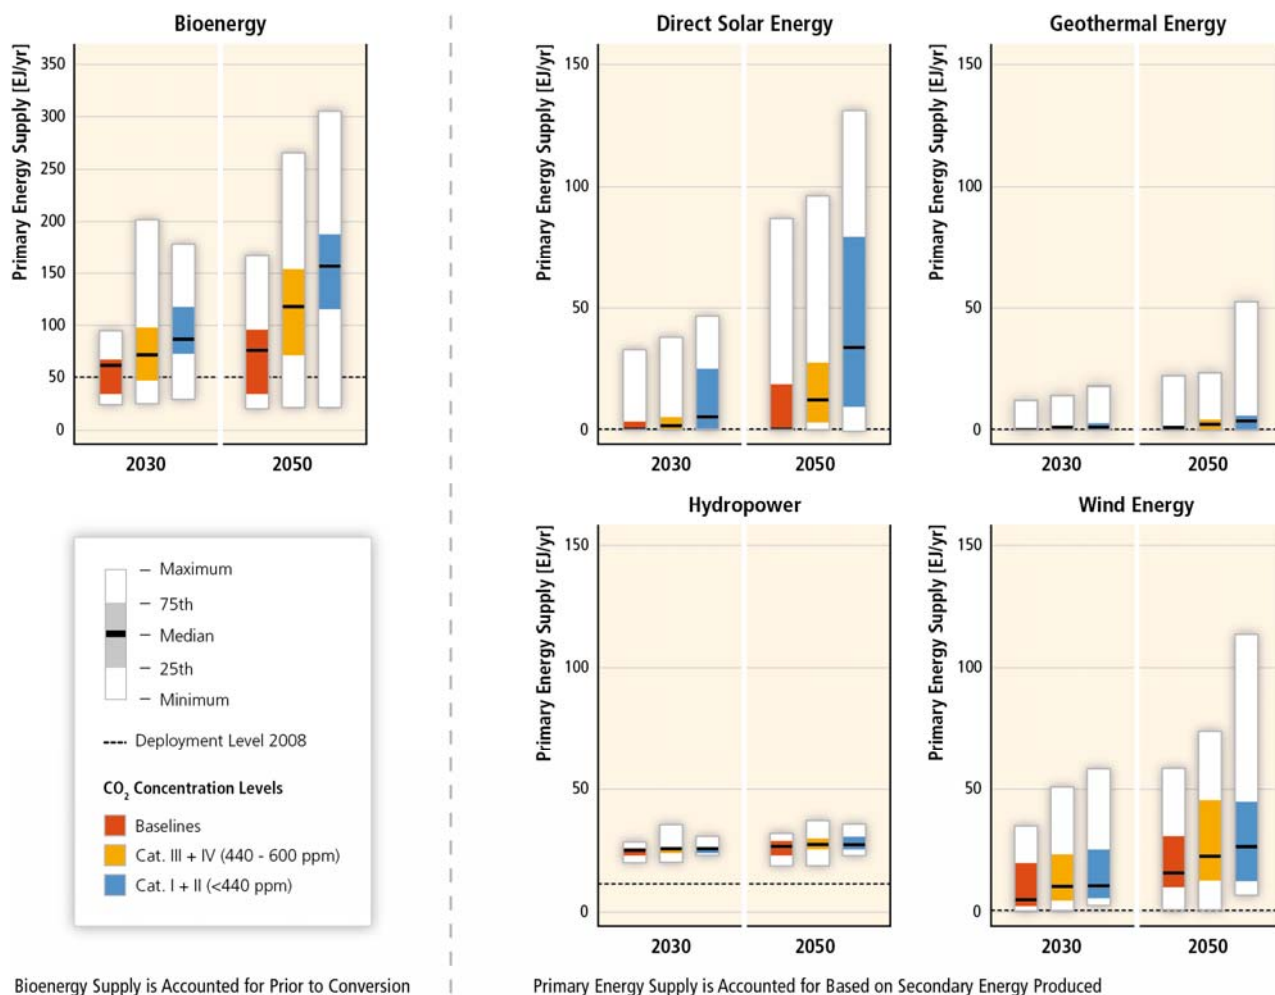 Bioenergy
Primary Energy Supply [EJ/yr]
350
300
250
200
150
100
50
0
2030
2050
Direct Solar Energy
Primary Energy Supply [EJ/yr]
150
100
50
0
2030
2050
Geothermal Energy
Primary Energy Supply [EJ/yr]
150
100
50
0
2030
2050
Maximum
75th
Median
25th
Minimum
Deployment Level 2008
CO₂ Concentration Levels
Baselines
Cat. III + IV (440 - 600 ppm)
Cat. I + II (<440 ppm)
Hydropower
Primary Energy Supply [EJ/yr]
150
100
50
0
2030
2050
Wind Energy
Primary Energy Supply [EJ/yr]
150
100
50
0
2030
2050
Bioenergy Supply is Accounted for Prior to Conversion
Primary Energy Supply is Accounted for Based on Secondary Energy Produced